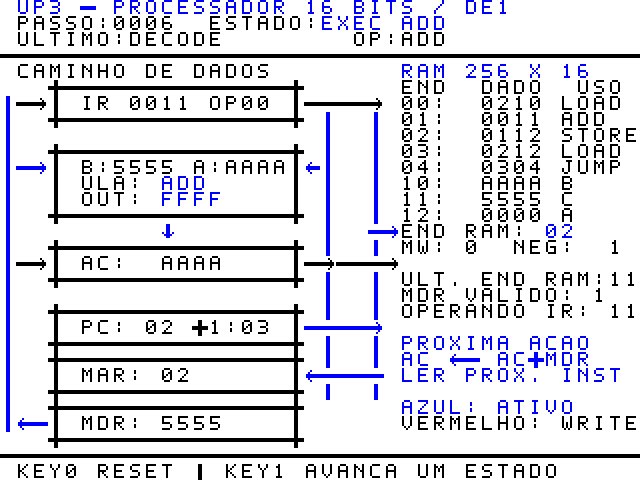 UP3 — PROCESSADOR 16 BITS / DE1
PASSO:0006 ESTADO:EXEC ADD
ULTIMO:DECODE OP:ADD
CAMINHO DE DADOS
IR 0011 OP00
B:5555 A:AAAA
ULA: ADD
OUT: FFFF
AC: AAAA
PC: 02 +1:03
MAR: 02
MDR: 5555
RAM 256 X 16
END DADO USO
00: 0210 LOAD
01: 0011 ADD
02: 0112 STORE
03: 0212 LOAD
04: 0304 JUMP
10: AAAA B
11: 5555 C
12: 0000 A
END RAM: 02
MW: 0 NEG: 1
ULT. END RAM:11
MDR VALIDO: 1
OPERANDO IR: 11
PROXIMA ACAO
AC ← AC+MDR
LER PROX. INST
AZUL: ATIVO
VERMELHO: WRITE
KEY0 RESET | KEY1 AVANCA UM ESTADO